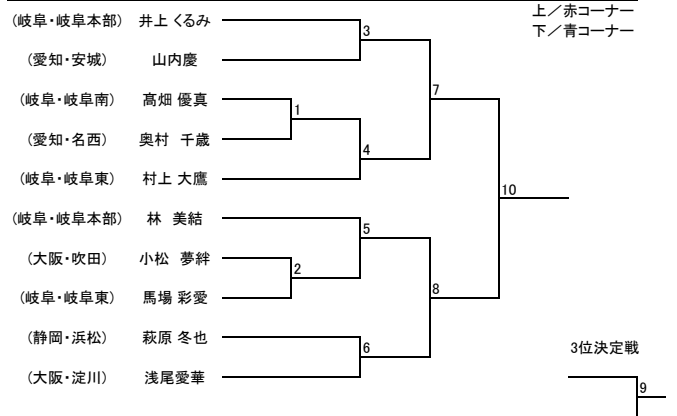 上／赤コーナー
(岐阜・岐阜本部) 井上 くるみ
下／青コーナー
3
(愛知・安城) 山内慶
7
(岐阜・岐阜南) 髙畑 優真
1
(愛知・名西) 奥村 千歳
4
(岐阜・岐阜東) 村上 大鷹
10
(岐阜・岐阜本部) 林 美結
5
(大阪・吹田) 小松 夢絆
2
8
(岐阜・岐阜東) 馬場 彩愛
(静岡・浜松) 萩原 冬也
6
3位決定戦
(大阪・淀川) 浅尾愛華
9